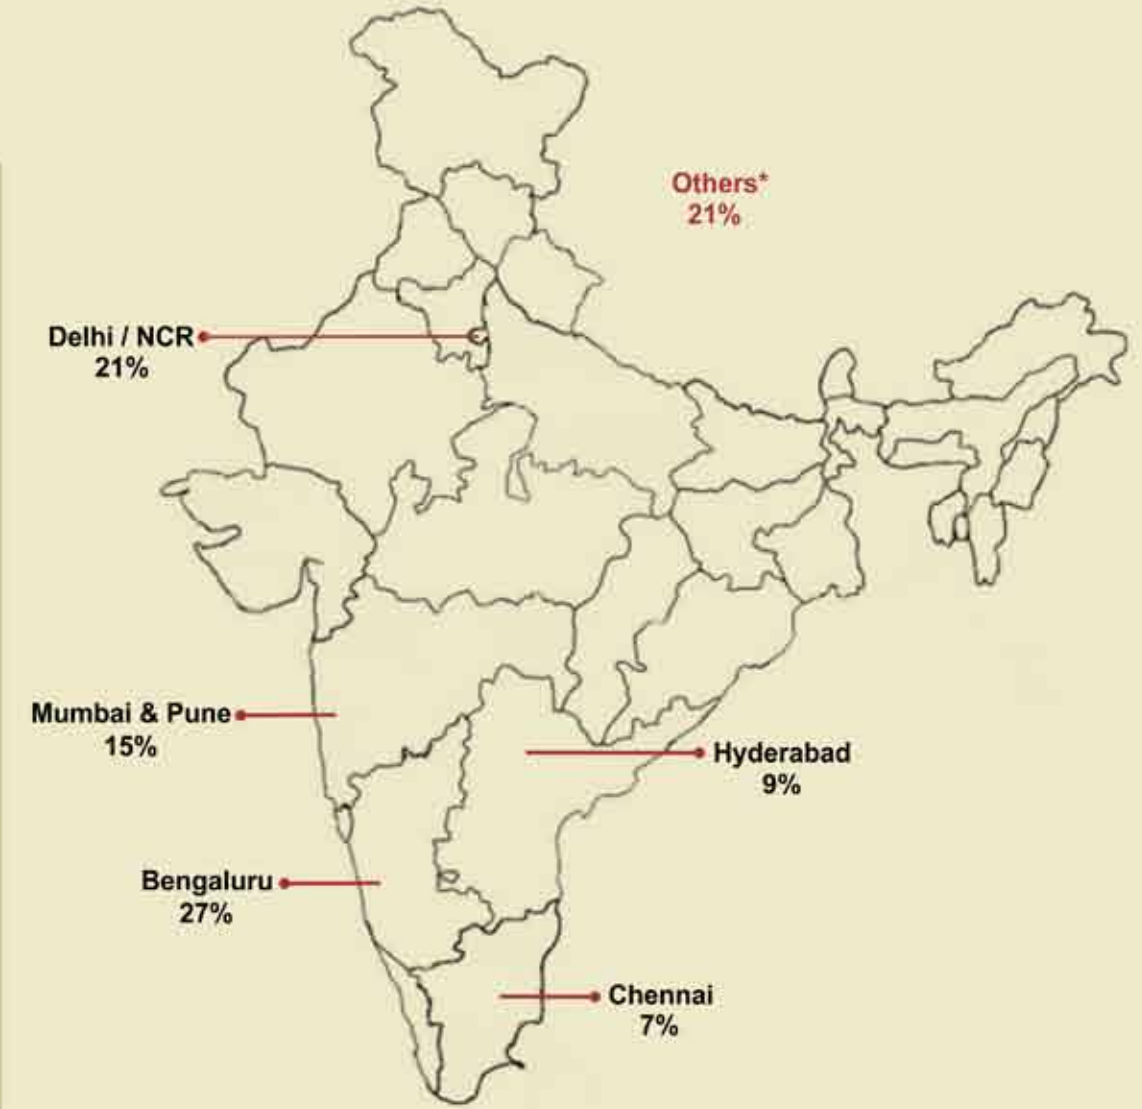 Others*
21%
Delhi / NCR
21%
Mumbai & Pune
15%
Hyderabad
9%
Bengaluru
27%
Chennai
7%